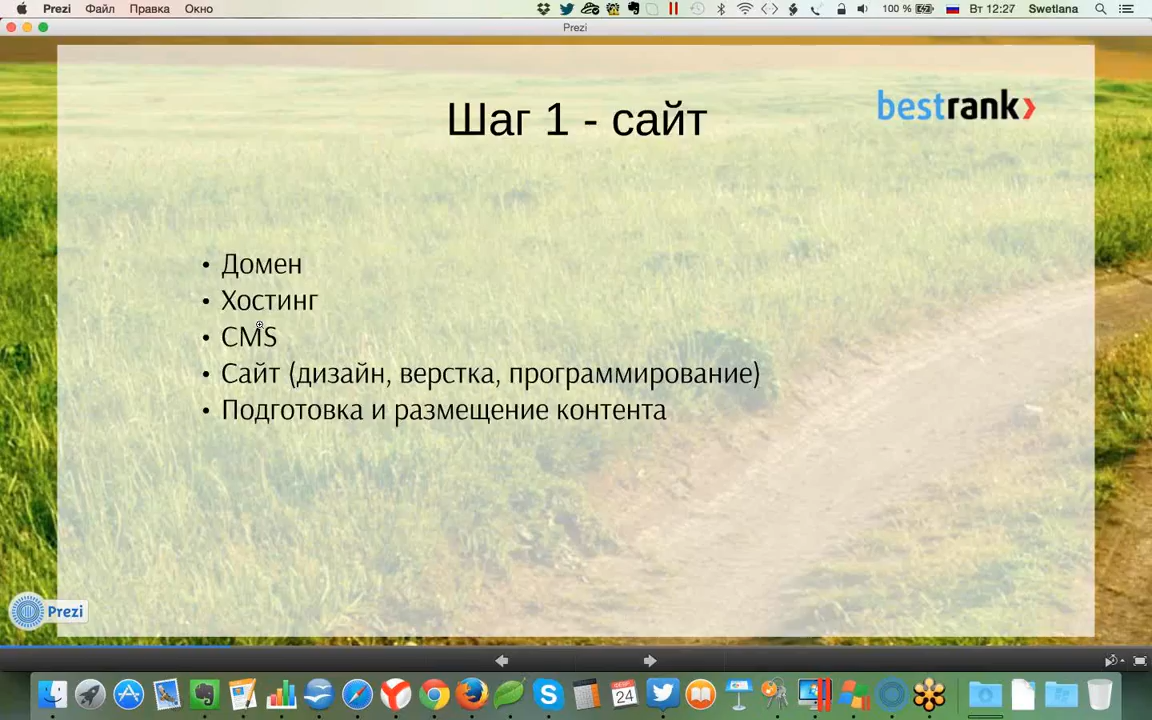 Prezi Файл Правка Окно 100 % Вт 12:27 Swetlana
Prezi
Шаг 1 - сайт
bestrank
• Домен
• Хостинг
• CMS
• Сайт (дизайн, верстка, программирование)
• Подготовка и размещение контента
Prezi
24